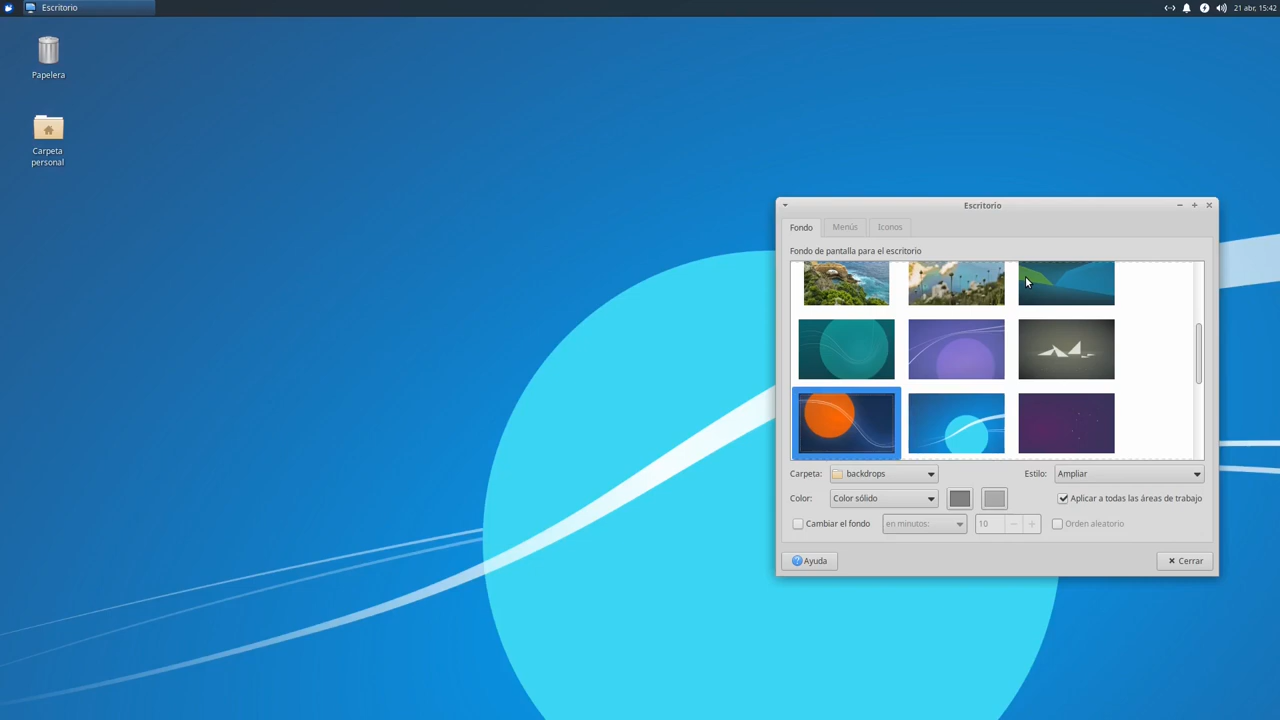 Escritorio
21 abr, 15:42
Papelera
Carpeta
personal
Escritorio
Fondo
Menús
Iconos
Fondo de pantalla para el escritorio
Carpeta:
backdrops
Estilo:
Ampliar
Color:
Color sólido
Aplicar a todas las áreas de trabajo
Cambiar el fondo
en minutos:
10
Orden aleatorio
Ayuda
Cerrar